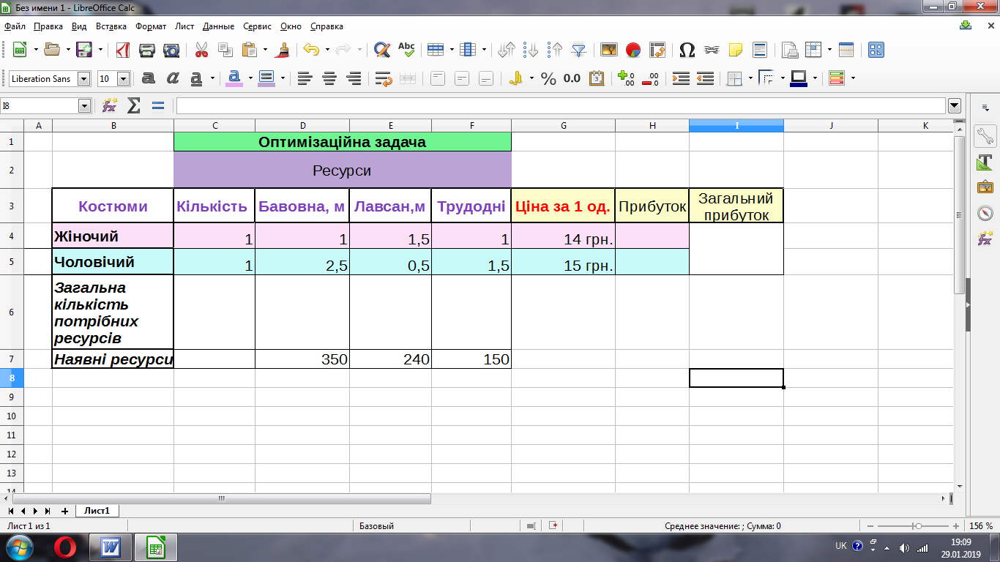 Без имени 1 - LibreOffice Calc
Файл Правка Вид Вставка Формат Лист Данные Сервис Окно Справка
Abc
Liberation Sans 10 a a a a % 0.0
I8
A B C D E F G H I J K
1 Оптимізаційна задача
2 Ресурси
3 Костюми Кількість Бавовна, м Лавсан,м Трудодні Ціна за 1 од. Прибуток Загальний
прибуток
4 Жіночий 1 1 1,5 1 14 грн.
5 Чоловічий 1 2,5 0,5 1,5 15 грн.
6 Загальна
кількість
потрібних
ресурсів
7 Наявні ресурси 350 240 150
8
9
10
11
12
13
14
Лист1
Лист 1 из 1 Базовый Среднее значение: ; Сумма: 0 156 %
UK 19:09
29.01.2019